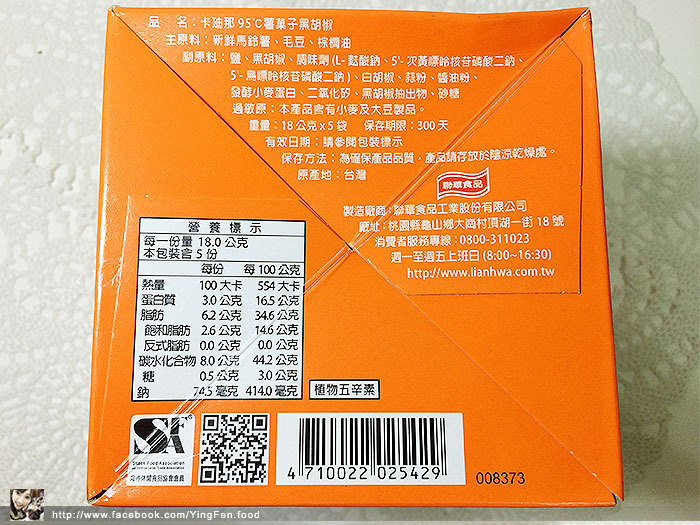 品　名：卡廸那 95℃薯菓子黑胡椒
主原料：新鮮馬鈴薯、毛豆、棕櫚油
副原料：鹽、黑胡椒、調味劑(L- 麩酸鈉、5'- 次黃嘌呤核苷磷酸二鈉、
5'- 鳥嘌呤核苷磷酸二鈉)、白胡椒、蒜粉、醬油粉、
發酵小麥蛋白、二氧化矽、黑胡椒抽出物、砂糖
過敏原：本產品含有小麥及大豆製品。
重量：18 公克 x 5 袋　保存期限：300 天
有效日期：請參閱包裝標示
保存方法：為確保產品品質，產品請存放於陰涼乾燥處。
原產地：台灣
聯華食品
製造廠商：聯華食品工業股份有限公司
廠址：桃園縣龜山鄉大崗村頂湖一街 18 號
消費者服務專線：0800-311023
週一至週五上班日 (8:00~16:30)
http://www.lianhwa.com.tw
營 養 標 示
每一份量 18.0 公克
本包裝含 5 份
每份　每 100 公克
熱量　100 大卡　554 大卡
蛋白質　3.0 公克　16.5 公克
脂肪　6.2 公克　34.6 公克
飽和脂肪　2.6 公克　14.6 公克
反式脂肪　0.0 公克　0.0 公克
碳水化合物　8.0 公克　44.2 公克
糖　0.5 公克　3.0 公克
鈉　74.5 毫克　414.0 毫克
植物五辛素
Snack Food Association
4 710022 025429
008373
http://www.facebook.com/YingFen.food